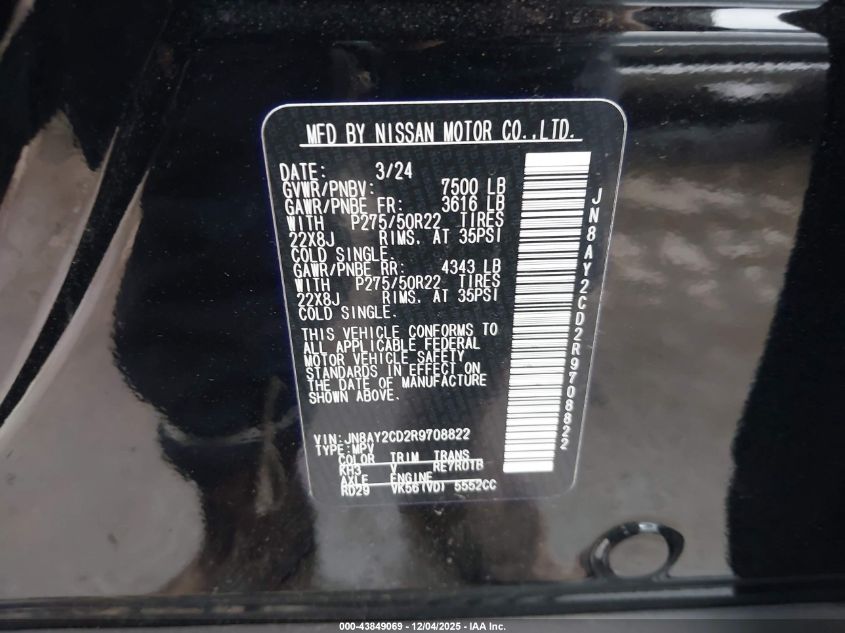 MFD BY NISSAN MOTOR CO.,LTD.
DATE: 3/24
GVWR/PNBV: 7500 LB
GAWR/PNBE FR: 3616 LB
WITH P275/50R22 TIRES
22X8J RIMS. AT 35PSI
COLD SINGLE.
GAWR/PNBE RR: 4343 LB
WITH P275/50R22 TIRES
22X8J RIMS. AT 35PSI
COLD SINGLE.
THIS VEHICLE CONFORMS TO
ALL APPLICABLE FEDERAL
MOTOR VEHICLE SAFETY
STANDARDS IN EFFECT ON
THE DATE OF MANUFACTURE
SHOWN ABOVE.
VIN:JN8AY2CD2R9708822
TYPE:MPV
COLOR TRIM TRANS
KH3 V RE7R01B
AXLE ENGINE
RD29 VK56(VD) 5552CC
JN8AY2CD2R9708822
000-43849069 - 12/04/2025 - IAA Inc.